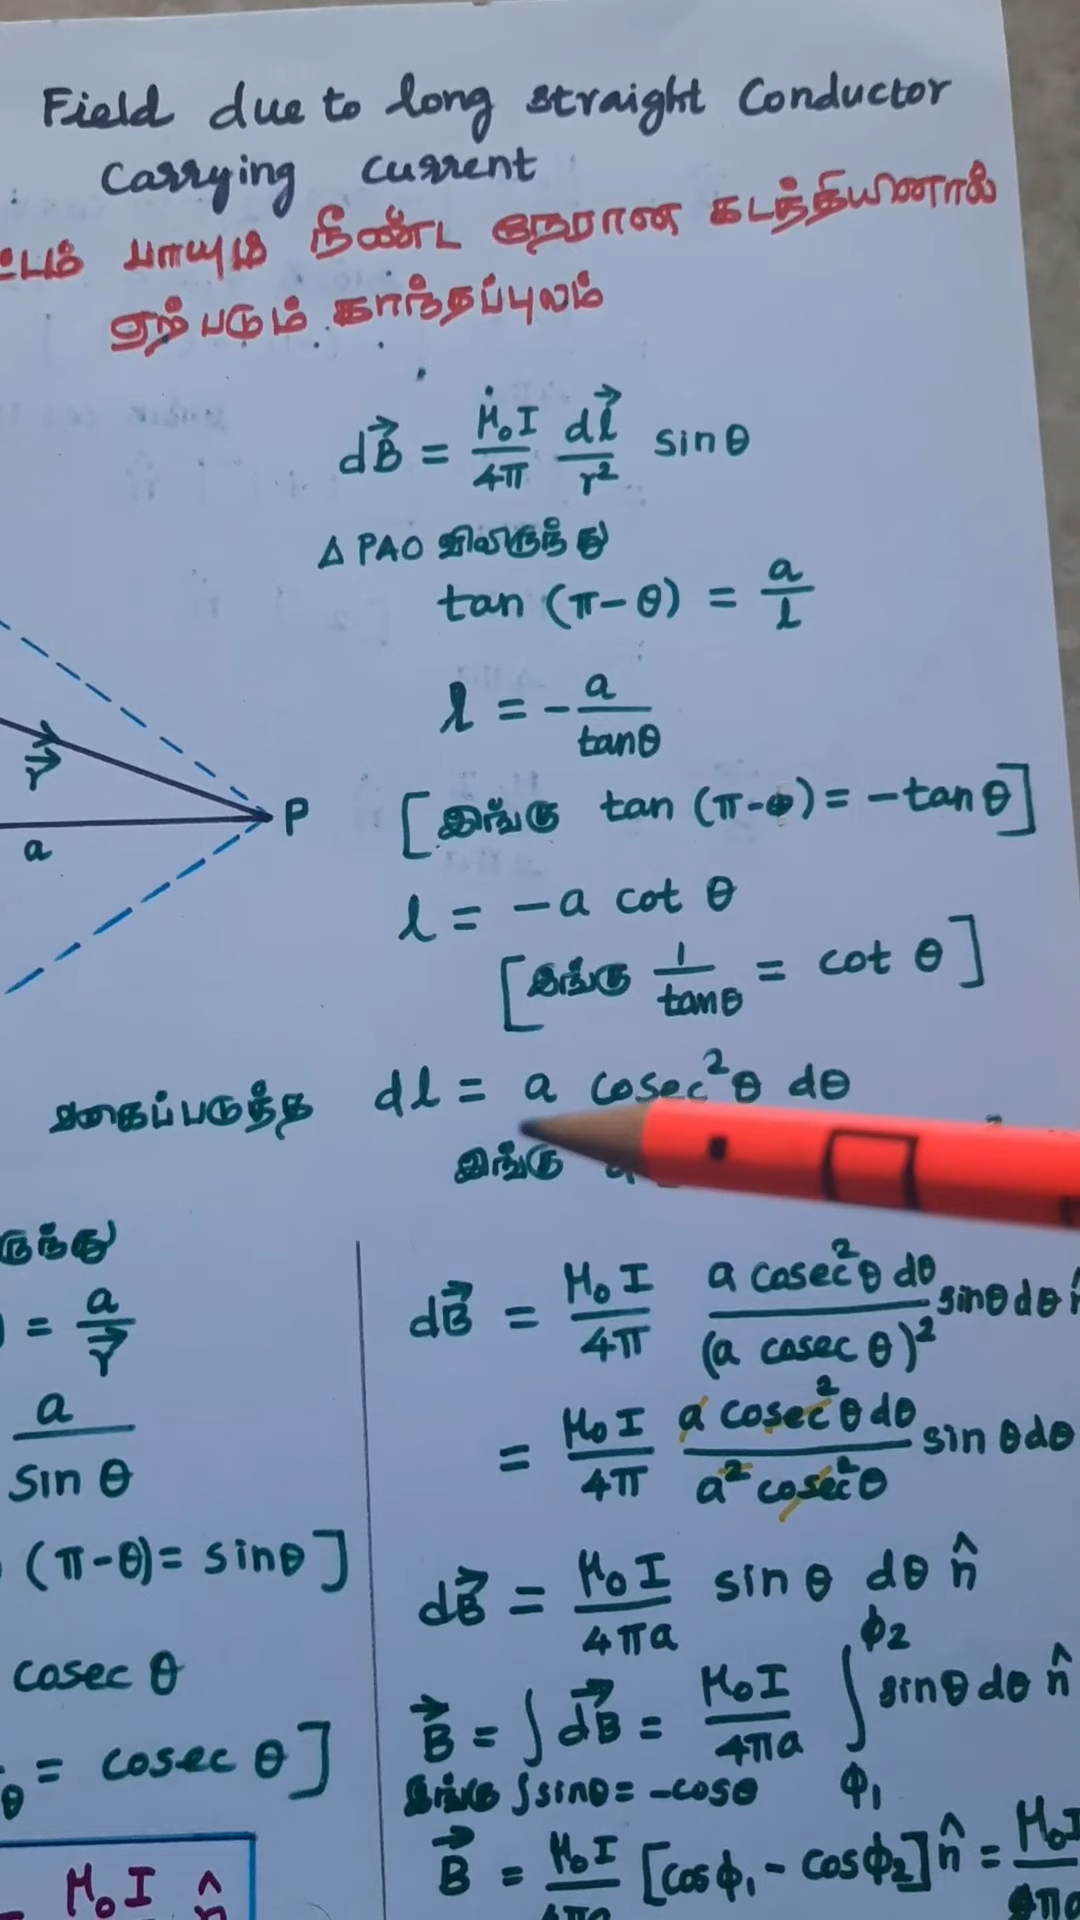 Field due to long straight Conductor
carrying current
பாயும் நீண்ட நேரான கடத்தியினால்
ஏற்படும் காந்தப்புலம்
dB⃗ = μ₀I/4π dl⃗/r² sinθ
Δ PAO விலிருந்து
tan (π-θ) = a/l
l = -a/tanθ
r⃗
P
a
[இங்கு tan (π-θ) = -tanθ]
l = -a cot θ
[இங்கு 1/tanθ = cot θ]
வகைப்படுத்த dl = a cosec²θ dθ
இங்கு
= a/r⃗
a/sin θ
(π-θ) = sinθ]
cosec θ
= cosec θ]
μ₀I n̂
dB⃗ = μ₀I/4π a cosec²θ dθ/(a cosec θ)² sinθ dθ n̂
= μ₀I/4π a cosec²θ dθ/a² cosec²θ sin θ dθ
dB⃗ = μ₀I/4πa sin θ dθ n̂
B⃗ = ∫dB⃗ = μ₀I/4πa ∫ϕ₁^ϕ₂ sinθ dθ n̂
இங்கு ∫sinθ = -cosθ
B⃗ = μ₀I/4πa [cosϕ₁ - cosϕ₂] n̂ = μ₀I/4πa